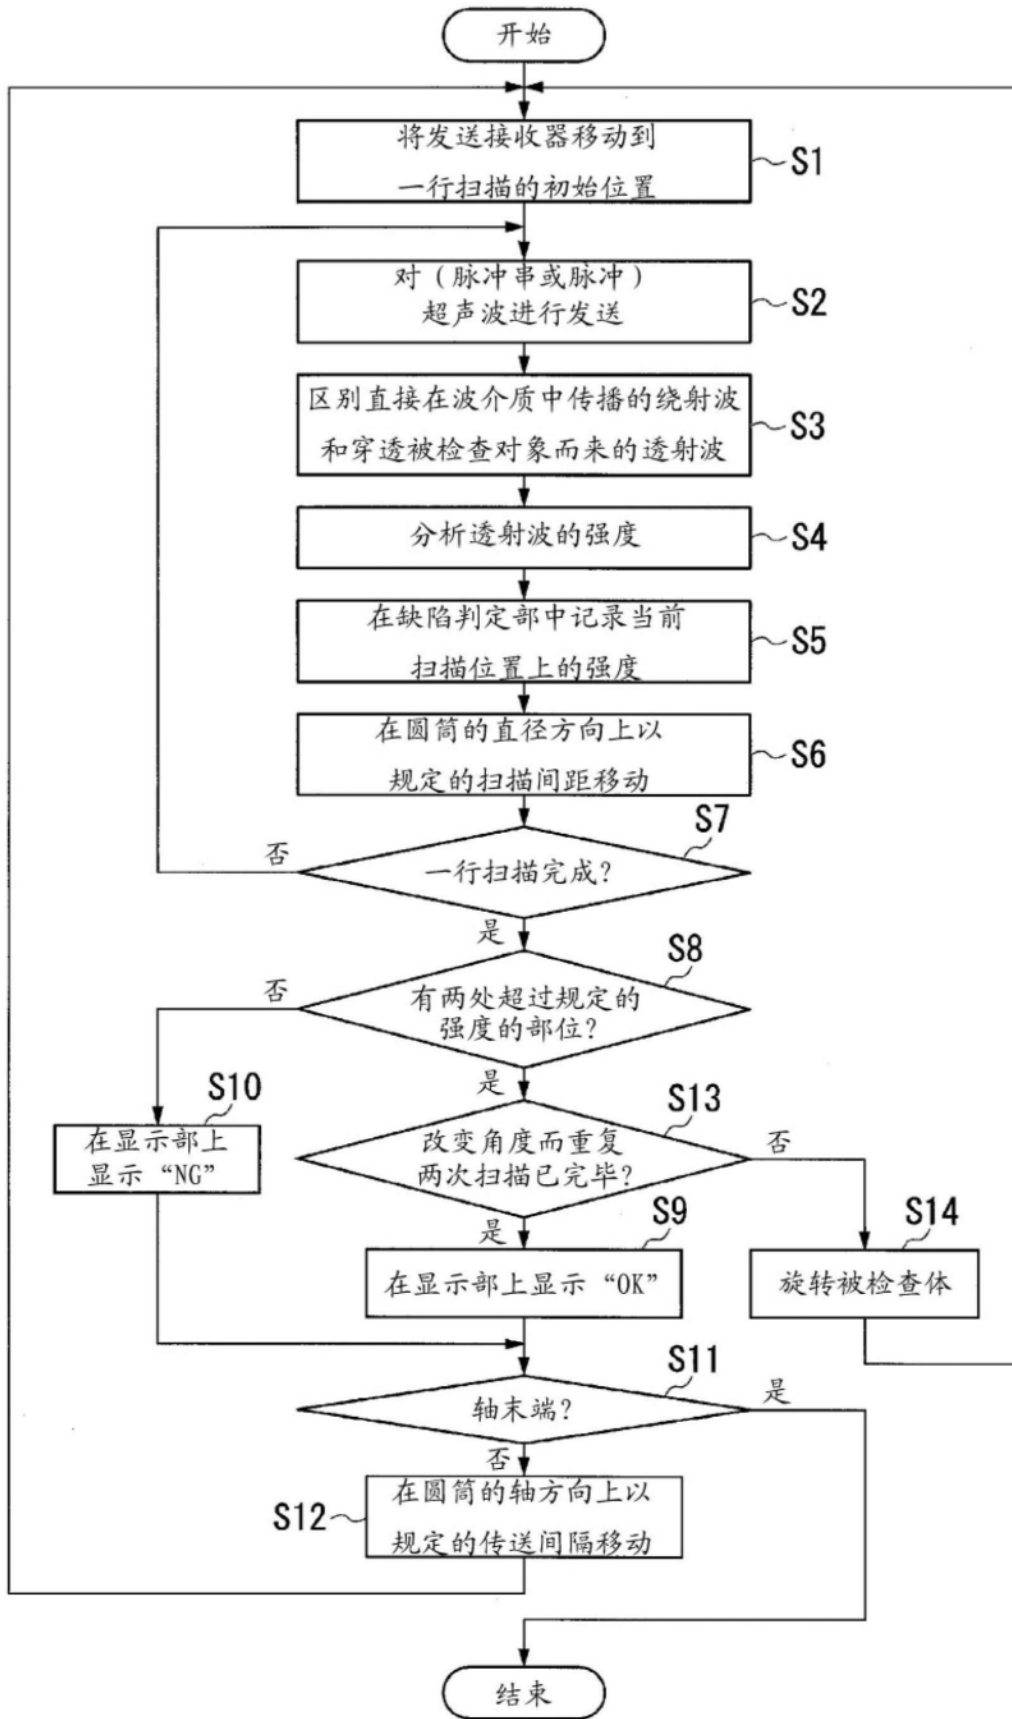 开始
将发送接收器移动到
一行扫描的初始位置
S1
对（脉冲串或脉冲）
超声波进行发送
S2
区别直接在波介质中传播的绕射波
和穿透被检查对象而来的透射波
S3
分析透射波的强度
S4
在缺陷判定部中记录当前
扫描位置上的强度
S5
在圆筒的直径方向上以
规定的扫描间距移动
S6
S7
否
一行扫描完成？
是
S8
否
有两处超过规定的
强度的部位？
是
S10
在显示部上
显示“NG”
S13
改变角度而重复
两次扫描已完毕？
否
是
S9
在显示部上显示“OK”
S14
旋转被检查体
S11
轴末端？
是
否
S12
在圆筒的轴方向上以
规定的传送间隔移动
结束